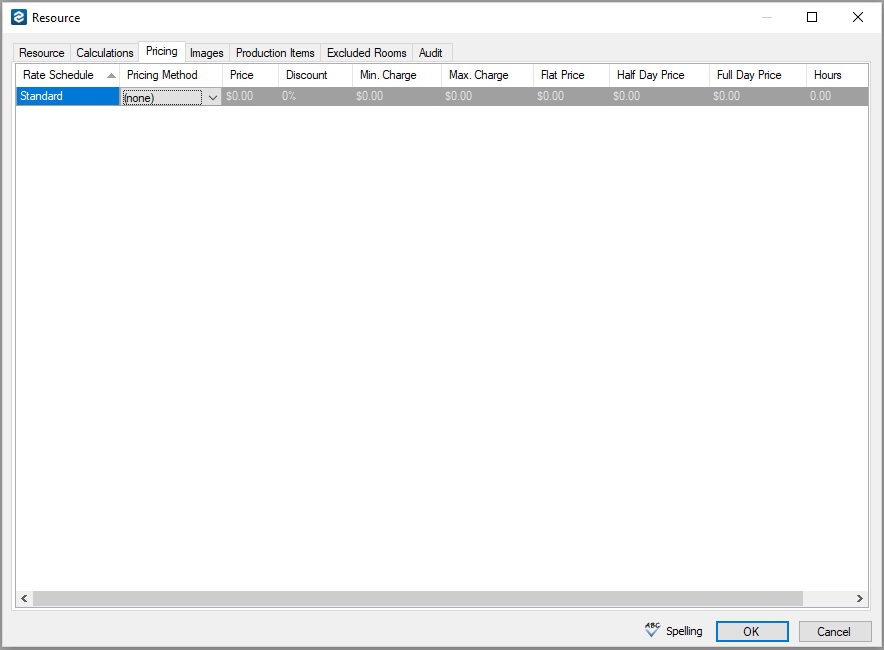 Resource
Resource Calculations Pricing Images Production Items Excluded Rooms Audit
Rate Schedule Pricing Method Price Discount Min. Charge Max. Charge Flat Price Half Day Price Full Day Price Hours
Standard (none) $0.00 0% $0.00 $0.00 $0.00 $0.00 $0.00 0.00
ABC Spelling OK Cancel